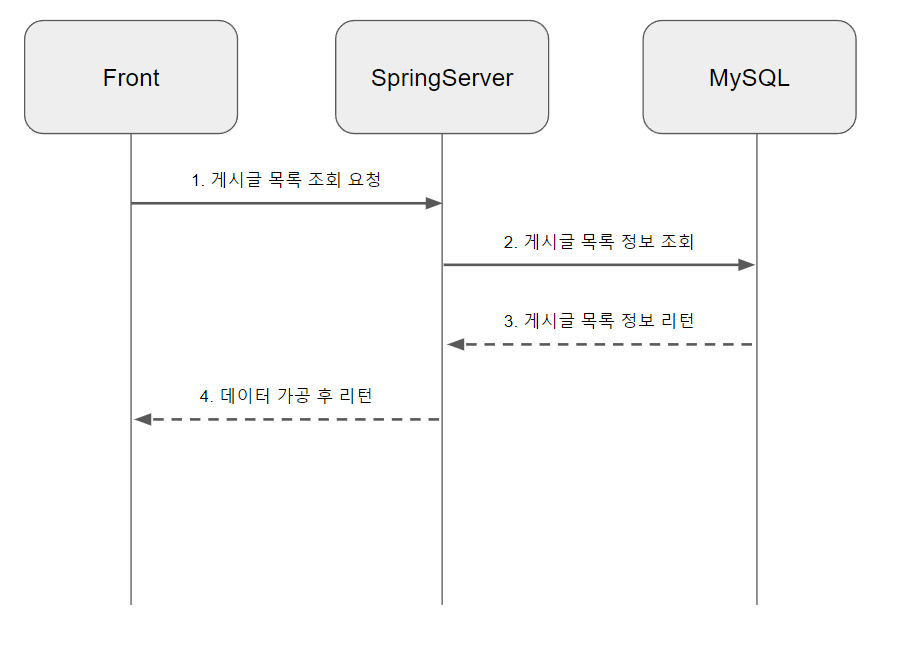 Front
SpringServer
MySQL
1. 게시글 목록 조회 요청
2. 게시글 목록 정보 조회
3. 게시글 목록 정보 리턴
4. 데이터 가공 후 리턴